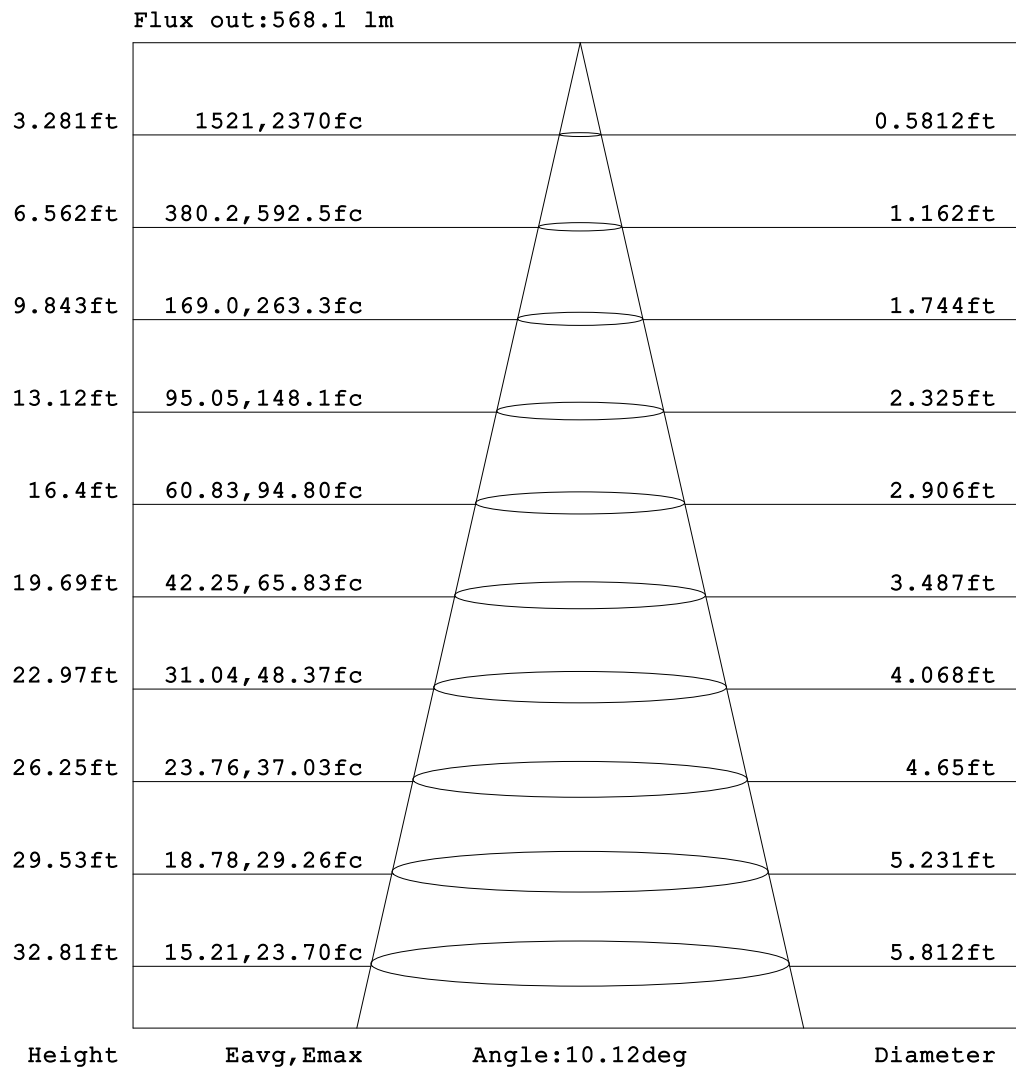 Flux out:568.1 lm
3.281ft 1521,2370fc 0.5812ft
6.562ft 380.2,592.5fc 1.162ft
9.843ft 169.0,263.3fc 1.744ft
13.12ft 95.05,148.1fc 2.325ft
16.4ft 60.83,94.80fc 2.906ft
19.69ft 42.25,65.83fc 3.487ft
22.97ft 31.04,48.37fc 4.068ft
26.25ft 23.76,37.03fc 4.65ft
29.53ft 18.78,29.26fc 5.231ft
32.81ft 15.21,23.70fc 5.812ft
Height Eavg,Emax Angle:10.12deg Diameter